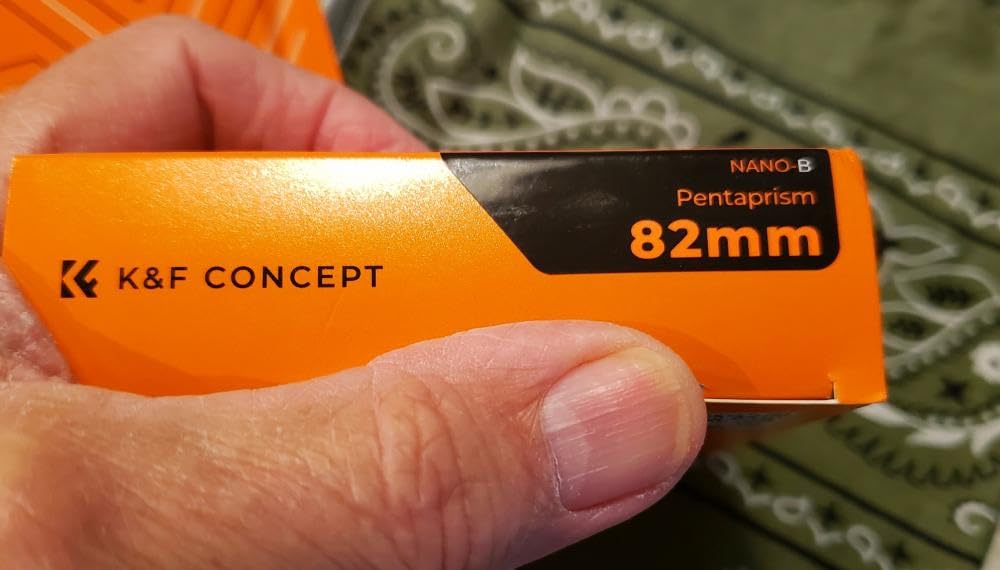 NANO-B
Pentaprism
82mm
K&F CONCEPT